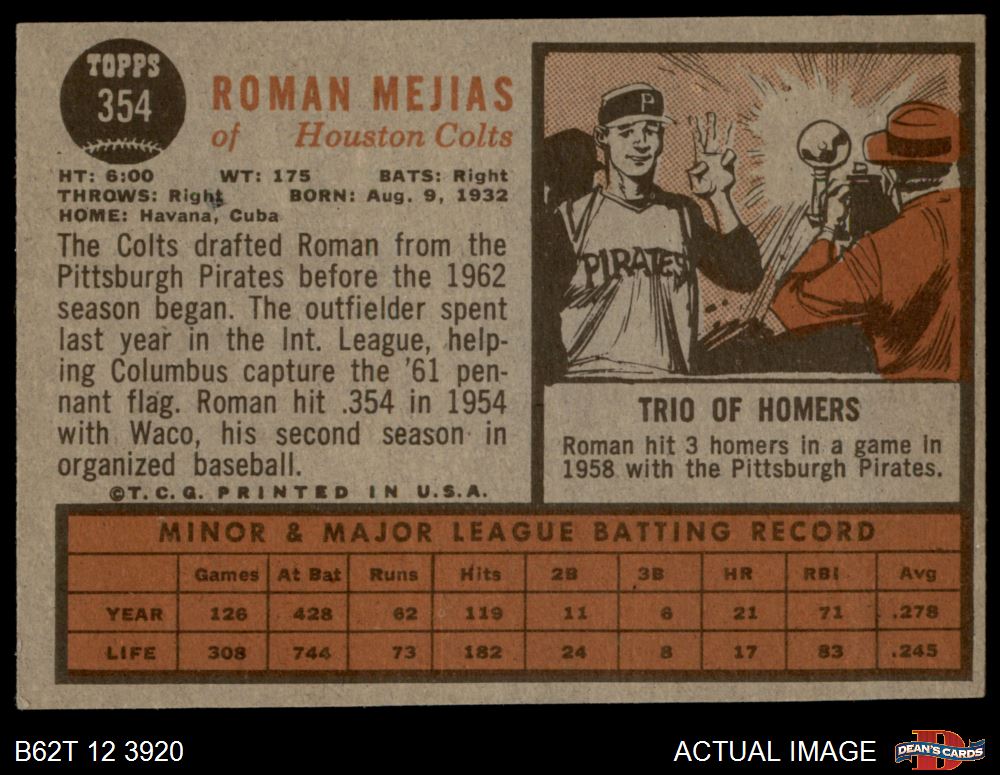 TOPPS
354
ROMAN MEJIAS
of Houston Colts
HT: 6:00 WT: 175 BATS: Right
THROWS: Right BORN: Aug. 9, 1932
HOME: Havana, Cuba
The Colts drafted Roman from the
Pittsburgh Pirates before the 1962
season began. The outfielder spent
last year in the Int. League, help-
ing Columbus capture the '61 pen-
nant flag. Roman hit .354 in 1954
with Waco, his second season in
organized baseball.
©T.C.G. PRINTED IN U.S.A.
P
PIRATES
TRIO OF HOMERS
Roman hit 3 homers in a game in
1958 with the Pittsburgh Pirates.
MINOR & MAJOR LEAGUE BATTING RECORD
Games At Bat Runs Hits 2B 3B HR RBI Avg
YEAR 126 428 62 119 11 6 21 71 .278
LIFE 308 744 73 182 24 8 17 83 .245
B62T 12 3920
ACTUAL IMAGE
D
DEAN'S CARDS